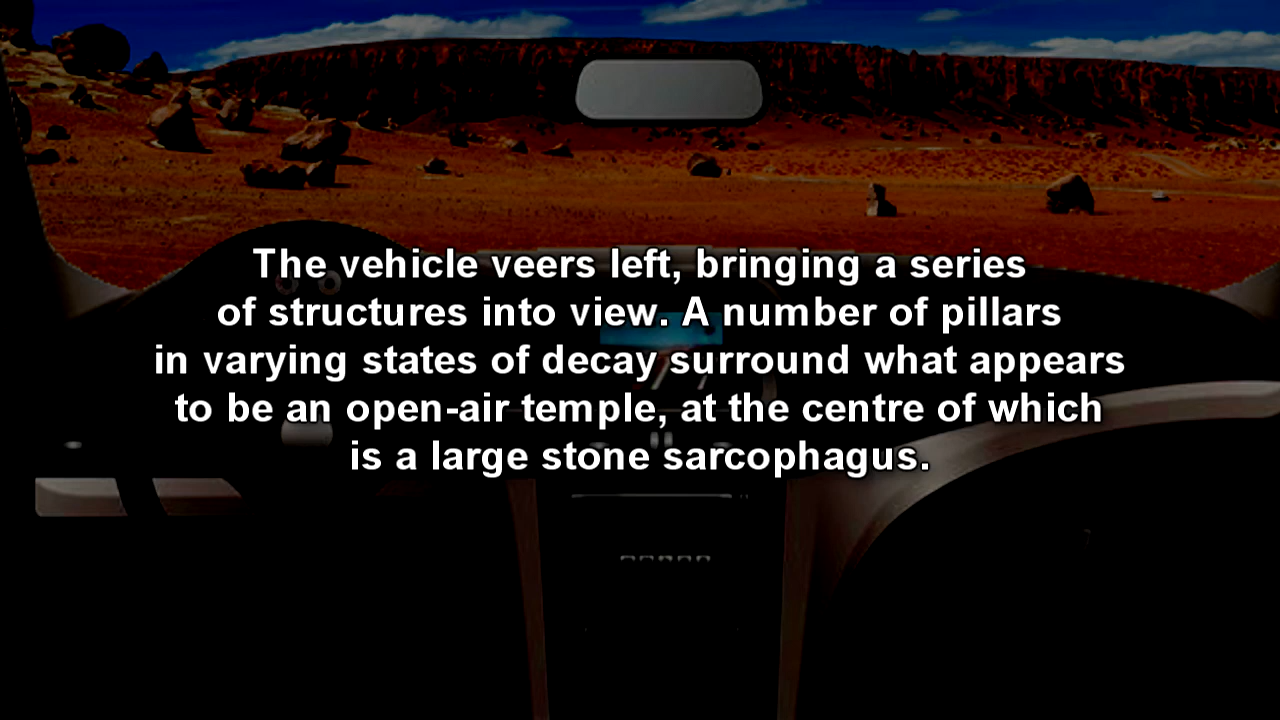 The vehicle veers left, bringing a series
of structures into view. A number of pillars
in varying states of decay surround what appears
to be an open-air temple, at the centre of which
is a large stone sarcophagus.